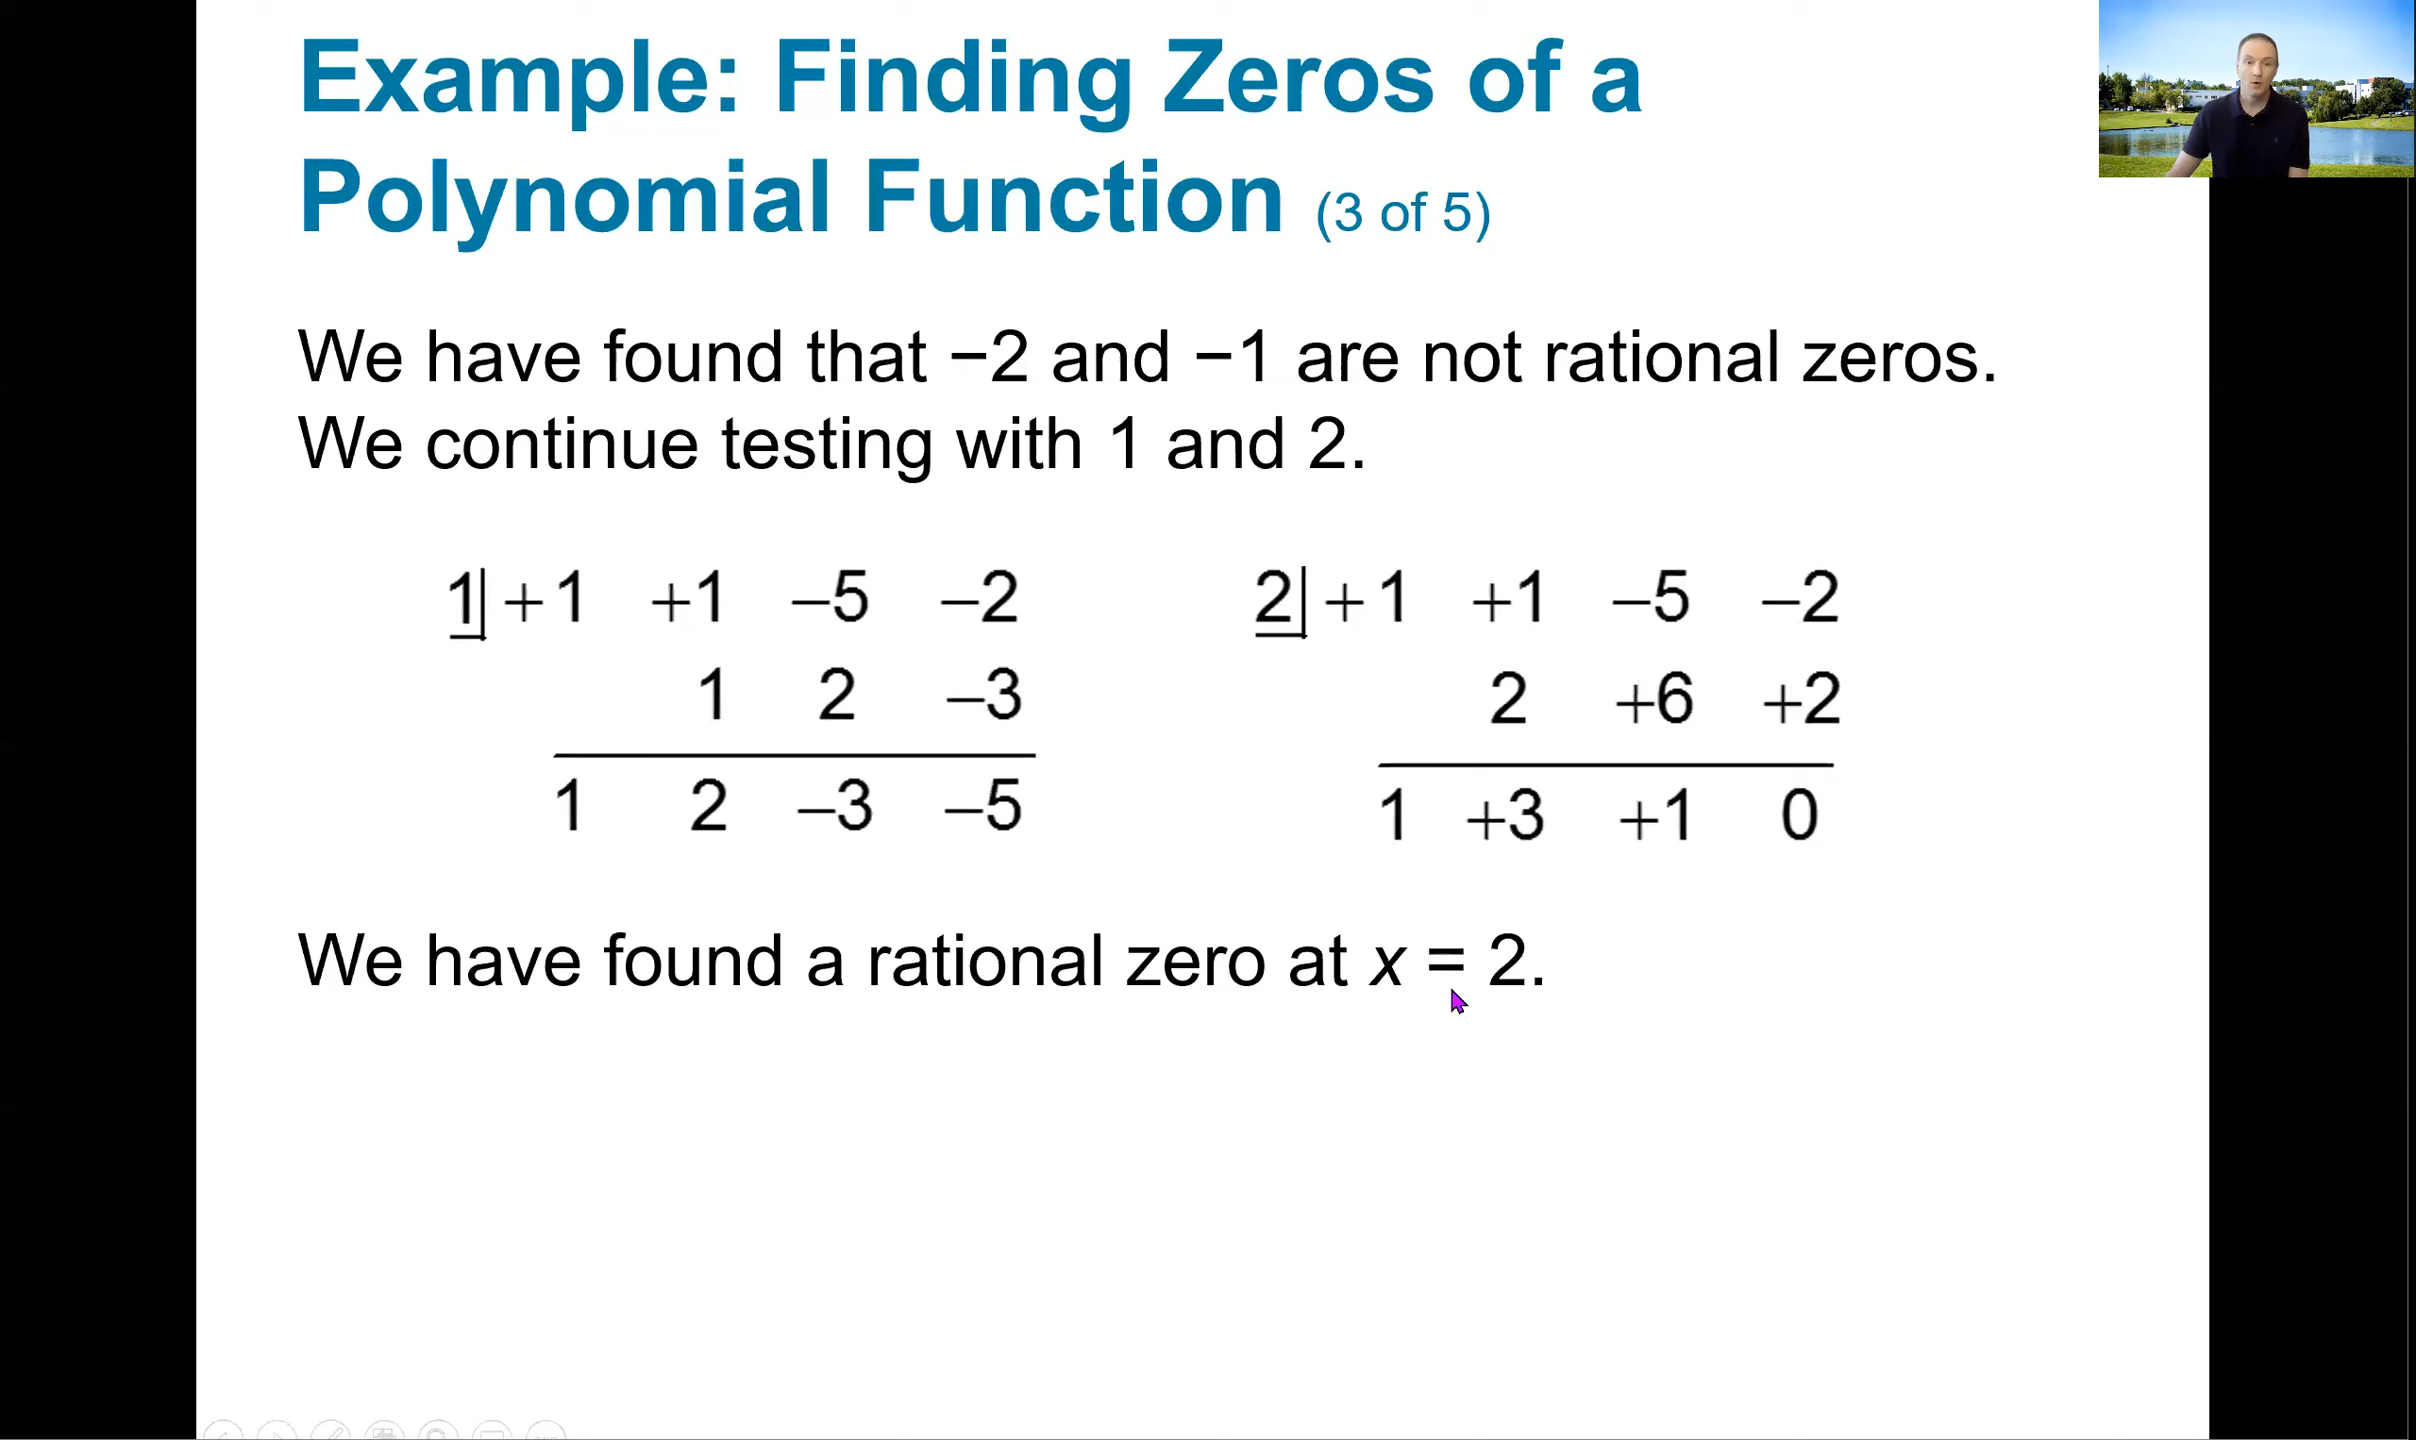 Example: Finding Zeros of a
Polynomial Function (3 of 5)
We have found that −2 and −1 are not rational zeros.
We continue testing with 1 and 2.
1| +1 +1 −5 −2
1 2 −3
1 2 −3 −5
2| +1 +1 −5 −2
2 +6 +2
1 +3 +1 0
We have found a rational zero at x = 2.